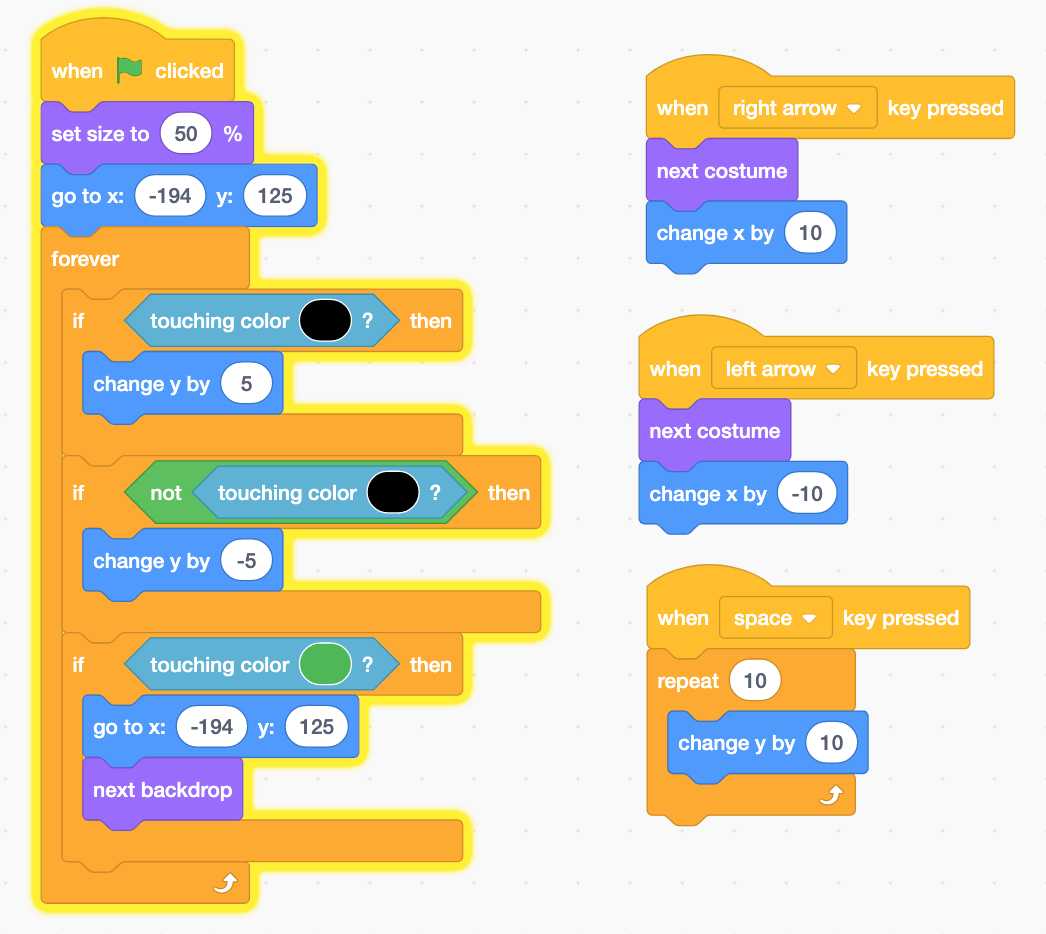 when clicked
set size to 50 %
go to x: -194 y: 125
forever
if touching color ? then
change y by 5
if not touching color ? then
change y by -5
if touching color ? then
go to x: -194 y: 125
next backdrop
when right arrow key pressed
next costume
change x by 10
when left arrow key pressed
next costume
change x by -10
when space key pressed
repeat 10
change y by 10